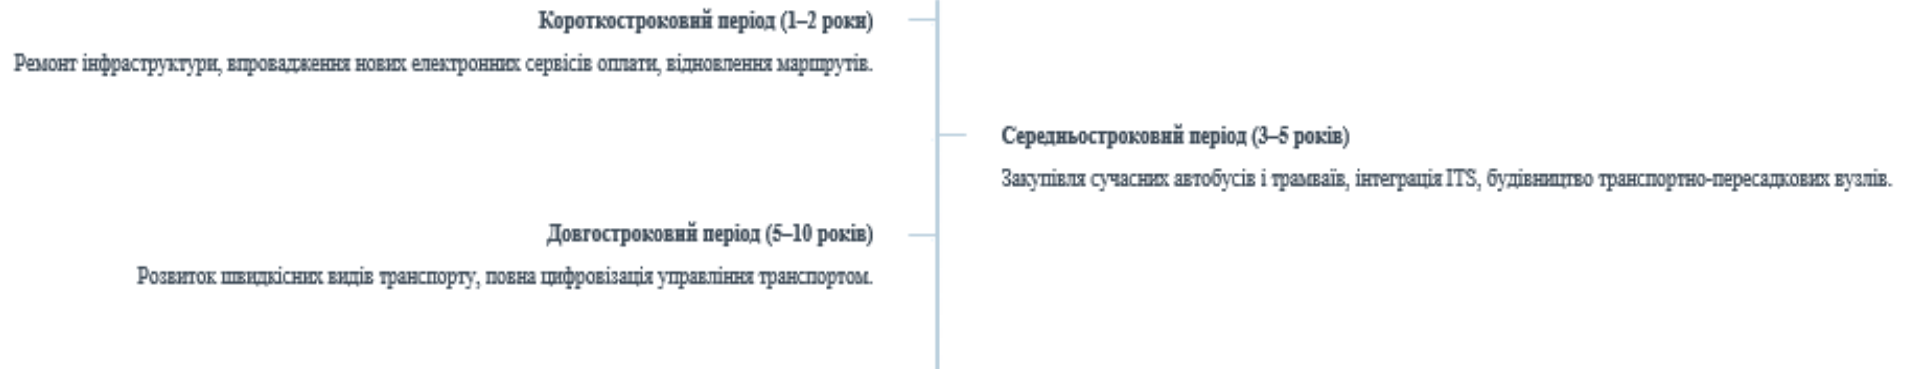 Короткостроковий період (1–2 роки)
Ремонт інфраструктури, впровадження нових електронних сервісів оплати, відновлення маршрутів.
Середньостроковий період (3–5 років)
Закупівля сучасних автобусів і трамваїв, інтеграція ITS, будівництво транспортно-пересадкових вузлів.
Довгостроковий період (5–10 років)
Розвиток швидкісних видів транспорту, повна цифровізація управління транспортом.